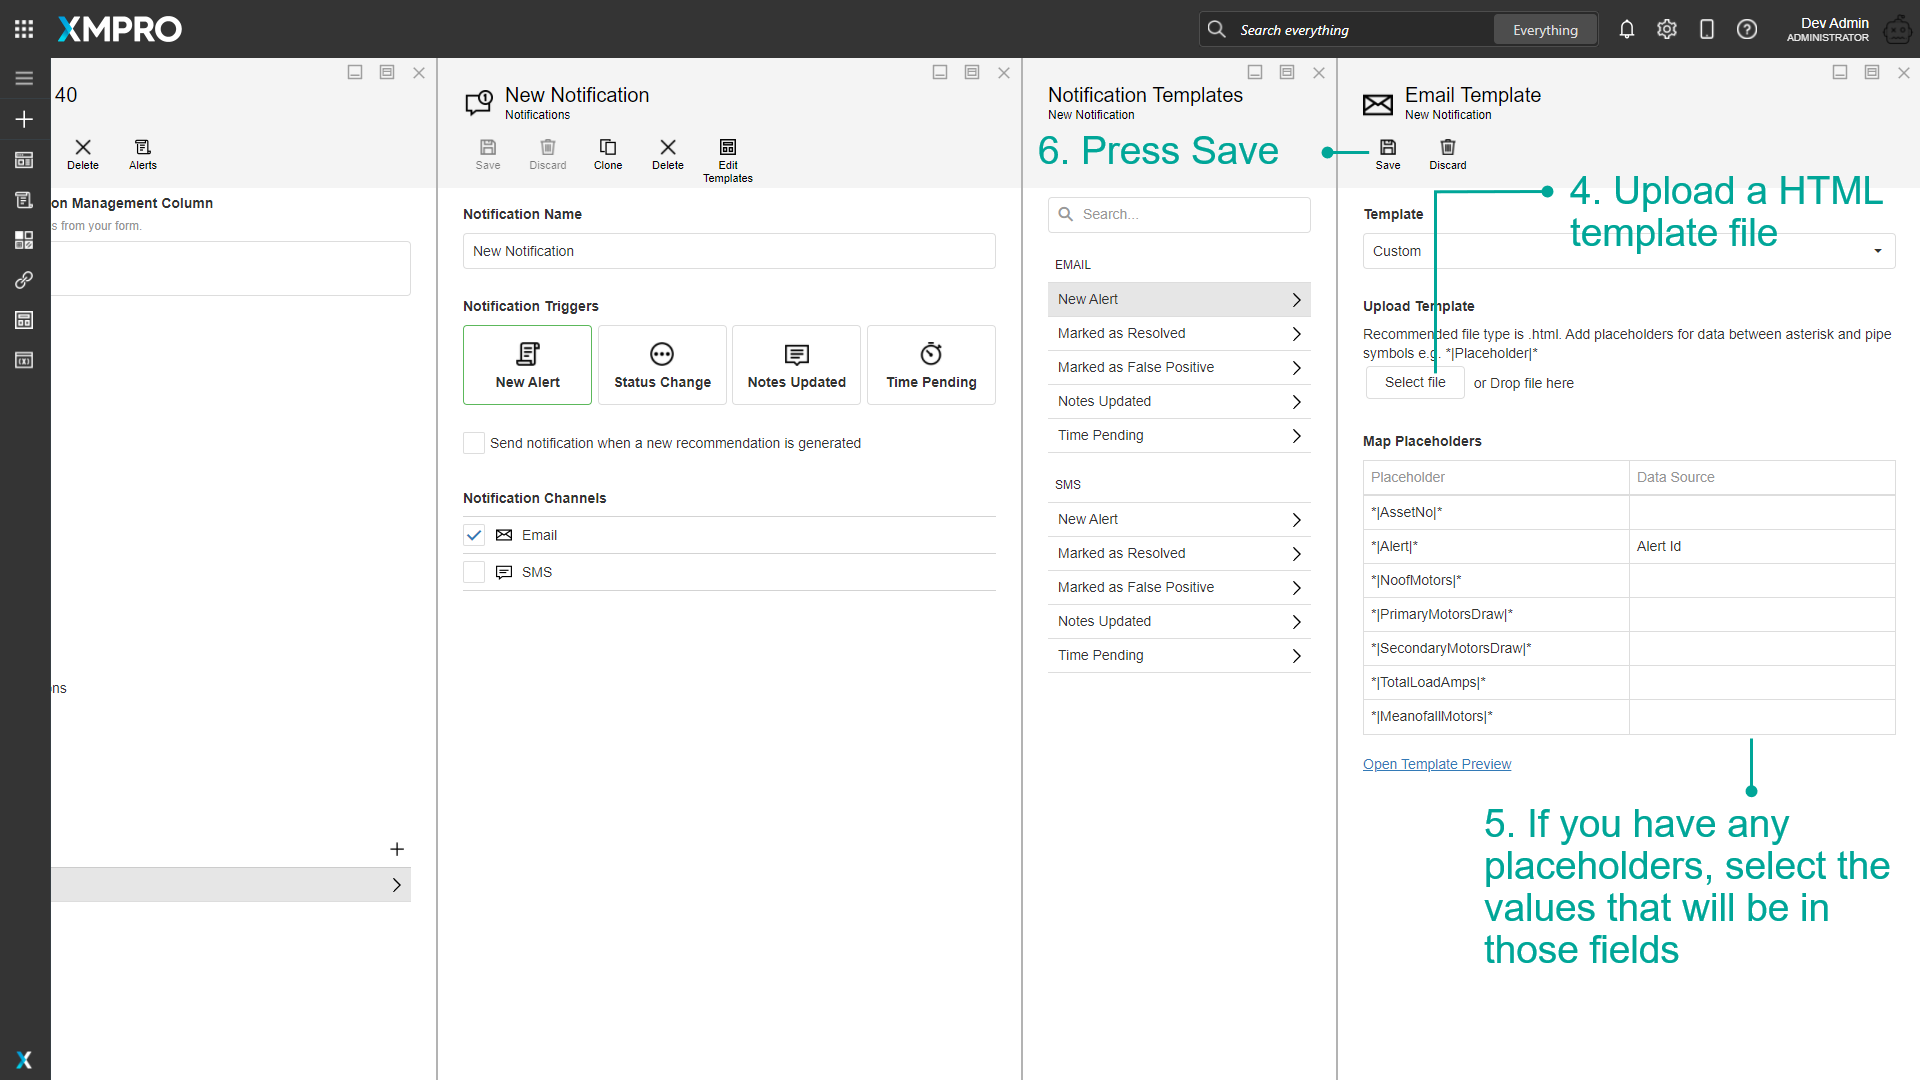 XMPRO
Search everything
Everything
Dev Admin
ADMINISTRATOR
40
Delete
Alerts
on Management Column
s from your form.
ns
New Notification
Notifications
Save
Discard
Clone
Delete
Edit
Templates
Notification Name
New Notification
Notification Triggers
New Alert
Status Change
Notes Updated
Time Pending
Send notification when a new recommendation is generated
Notification Channels
Email
SMS
Notification Templates
New Notification
6. Press Save
Search...
EMAIL
New Alert
Marked as Resolved
Marked as False Positive
Notes Updated
Time Pending
SMS
New Alert
Marked as Resolved
Marked as False Positive
Notes Updated
Time Pending
Email Template
New Notification
Save
Discard
4. Upload a HTML
template file
Template
Custom
Upload Template
Recommended file type is .html. Add placeholders for data between asterisk and pipe
symbols e.g. *|Placeholder|*
Select file
or Drop file here
Map Placeholders
Placeholder
Data Source
*|AssetNo|*
*|Alert|*
Alert Id
*|NoofMotors|*
*|PrimaryMotorsDraw|*
*|SecondaryMotorsDraw|*
*|TotalLoadAmps|*
*|MeanofallMotors|*
Open Template Preview
5. If you have any
placeholders, select the
values that will be in
those fields